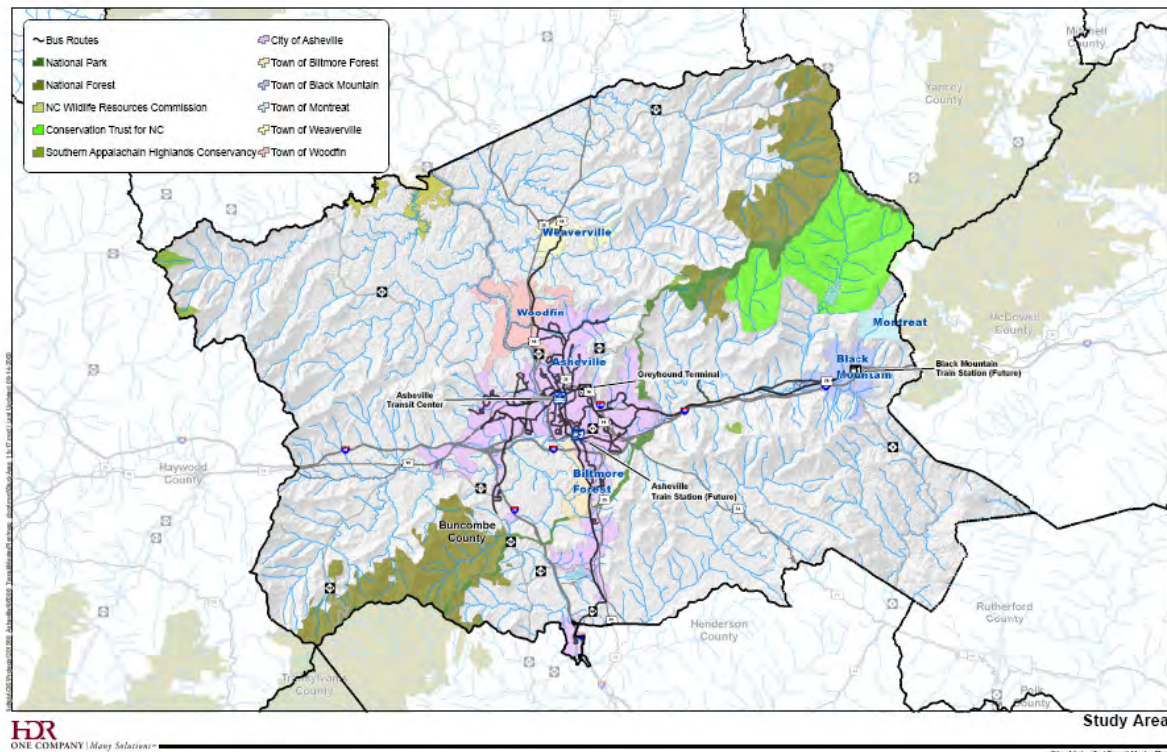 Bus Routes
National Park
National Forest
NC Wildlife Resources Commission
Conservation Trust for NC
Southern Appalachain Highlands Conservancy
City of Asheville
Town of Biltmore Forest
Town of Black Mountain
Town of Montreat
Town of Weaverville
Town of Woodfin
Mitchell
County
Yancey
County
Weaverville
McDowell
County
Montreat
Woodfin
Asheville
Black
Mountain
Black Mountain
Train Station (Future)
Greyhound Terminal
Asheville
Transit Center
Haywood
County
Biltmore
Forest
Asheville
Train Station (Future)
Buncombe
County
Henderson
County
Rutherford
County
Transylvania
County
Polk
County
Study Area
HDR
ONE COMPANY | Many Solutions